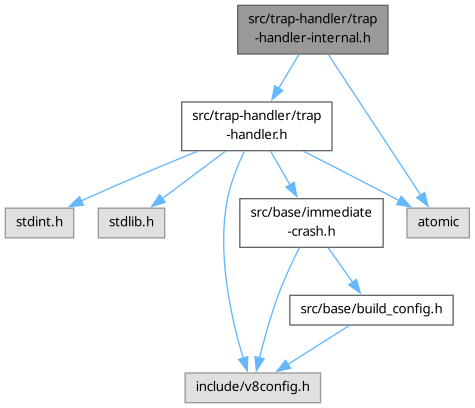 src/trap-handler/trap
-handler-internal.h
src/trap-handler/trap
-handler.h
stdint.h
stdlib.h
src/base/immediate
-crash.h
atomic
src/base/build_config.h
include/v8config.h